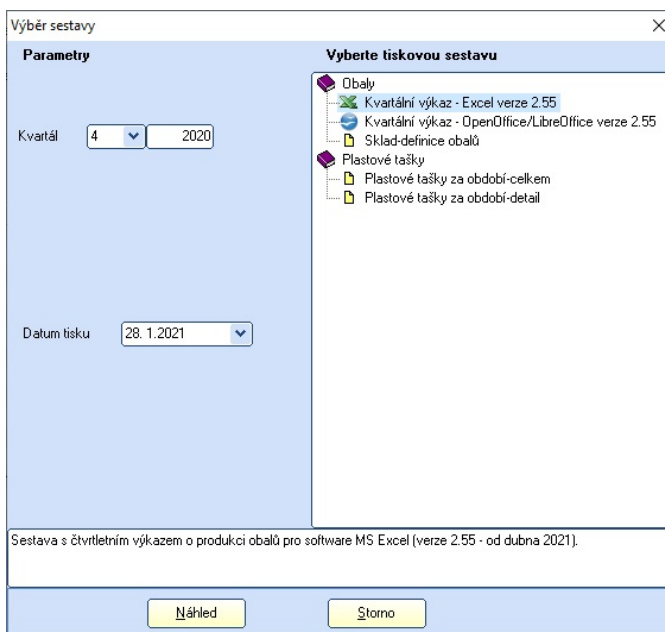 Výběr sestavy
Parametry
Vyberte tiskovou sestavu
Kvartál 4 2020
Datum tisku 28. 1.2021
Obaly
Kvartální výkaz - Excel verze 2.55
Kvartální výkaz - OpenOffice/LibreOffice verze 2.55
Sklad-definice obalů
Plastové tašky
Plastové tašky za období-celkem
Plastové tašky za období-detail
Sestava s čtvrtletním výkazem o produkci obalů pro software MS Excel (verze 2.55 - od dubna 2021).
Náhled
Storno